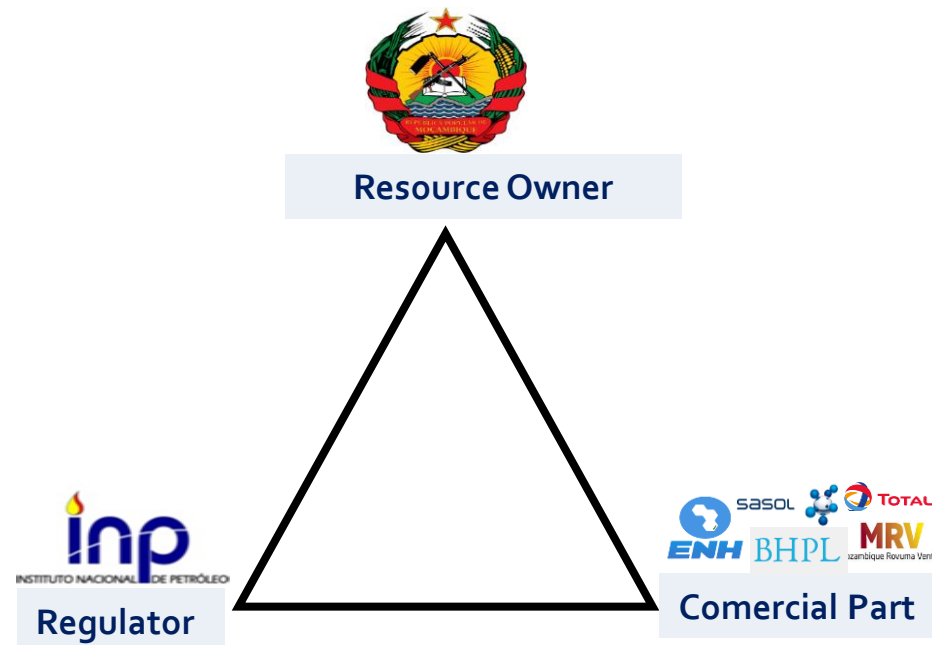 REPUBLICA POPULAR DE
MOÇAMBIQUE
Resource Owner
inp
INSTITUTO NACIONAL DE PETRÓLEO
Regulator
sasol
TOTAL
ENH
BHPL
MRV
zambique Rovuma Vent
Comercial Part